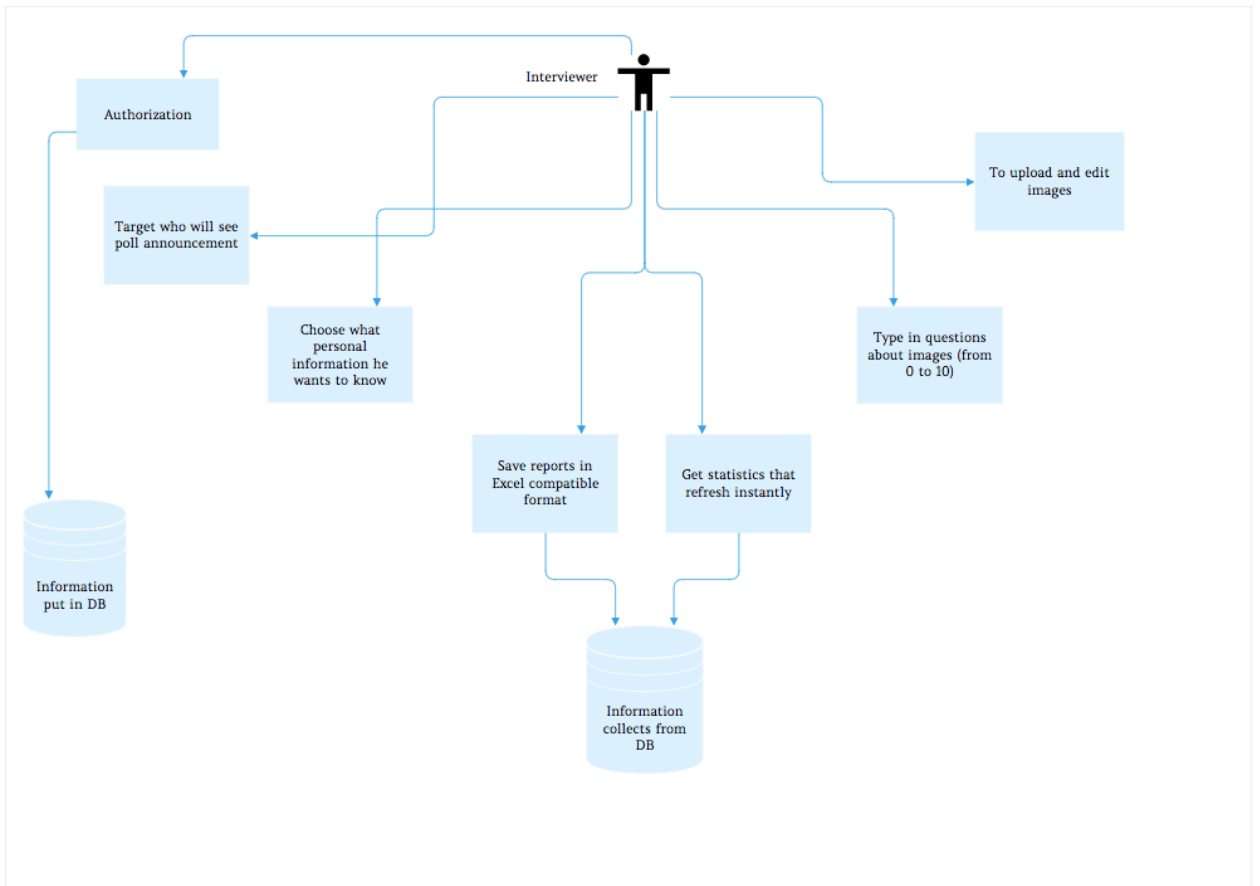 Interviewer
Authorization
To upload and edit
images
Target who will see
poll announcement
Choose what
personal
information he
wants to know
Type in questions
about images (from
0 to 10)
Save reports in
Excel compatible
format
Get statistics that
refresh instantly
Information
put in DB
Information
collects from
DB